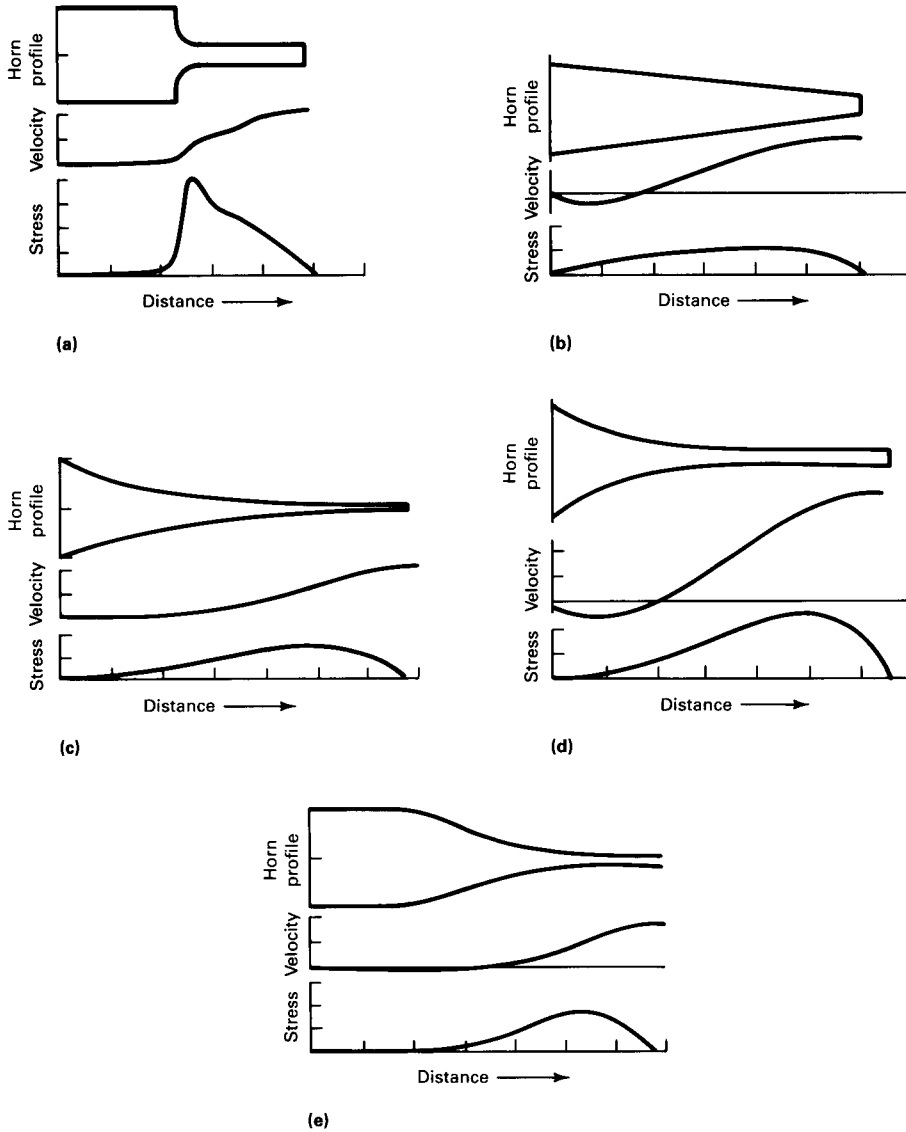 Horn
profile
Velocity
Stress
Distance
(a)
Horn
profile
Velocity
Stress
Distance
(b)
Horn
profile
Velocity
Stress
Distance
(c)
Horn
profile
Velocity
Stress
Distance
(d)
Horn
profile
Velocity
Stress
Distance
(e)